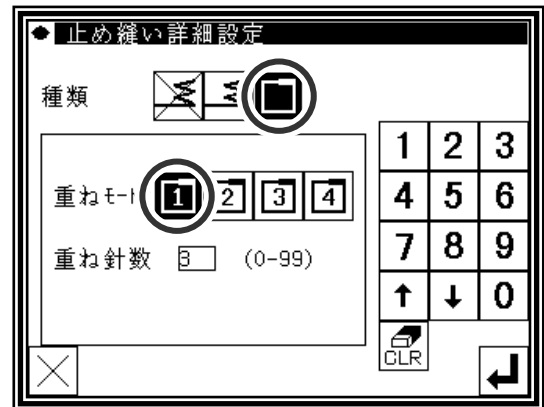 止め縫い詳細設定
種類
重ねモード 1 2 3 4
重ね針数 3 (0-99)
1 2 3
4 5 6
7 8 9
↑ ↓ 0
CLR